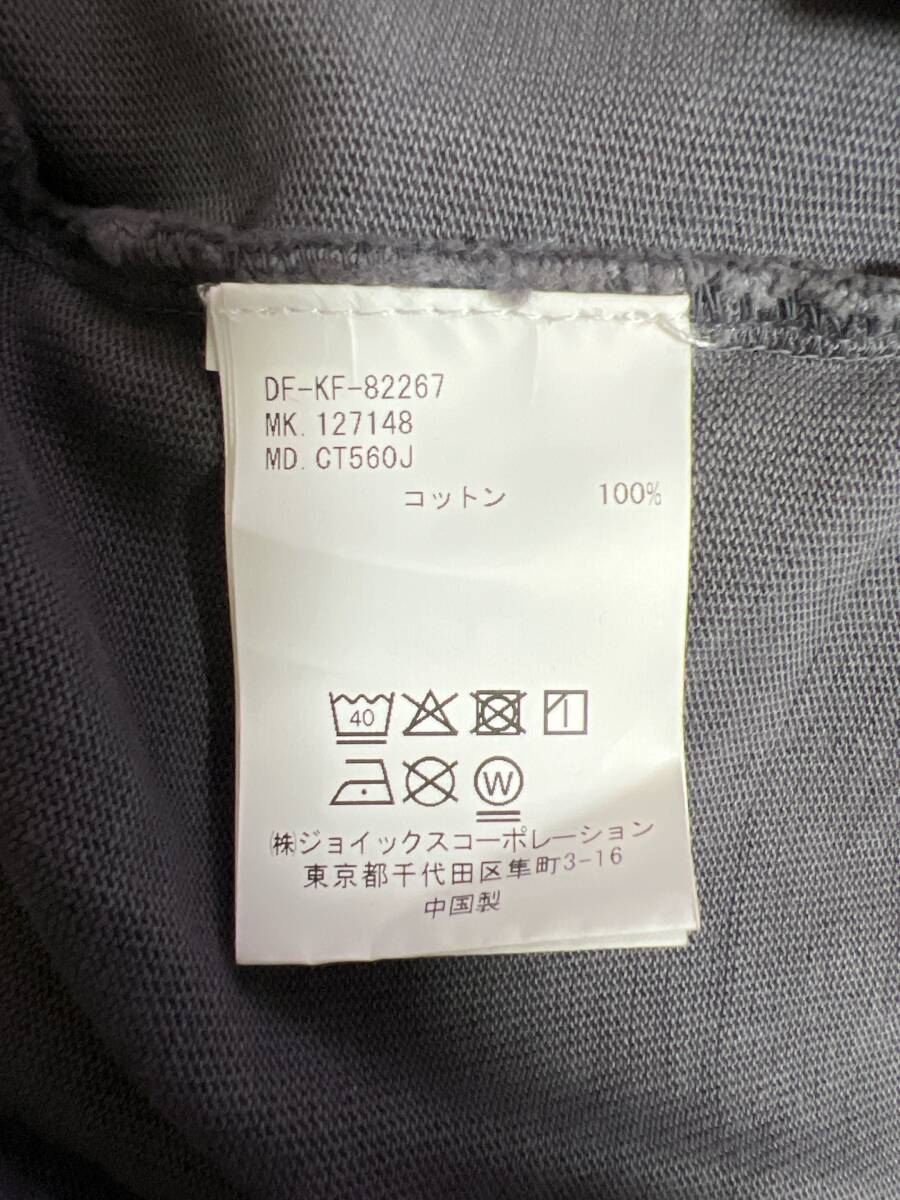 DF-KF-82267
MK. 127148
MD. CT560J
コットン 100%
40
W
㈱ジョイックスコーポレーション
東京都千代田区隼町3-16
中国製